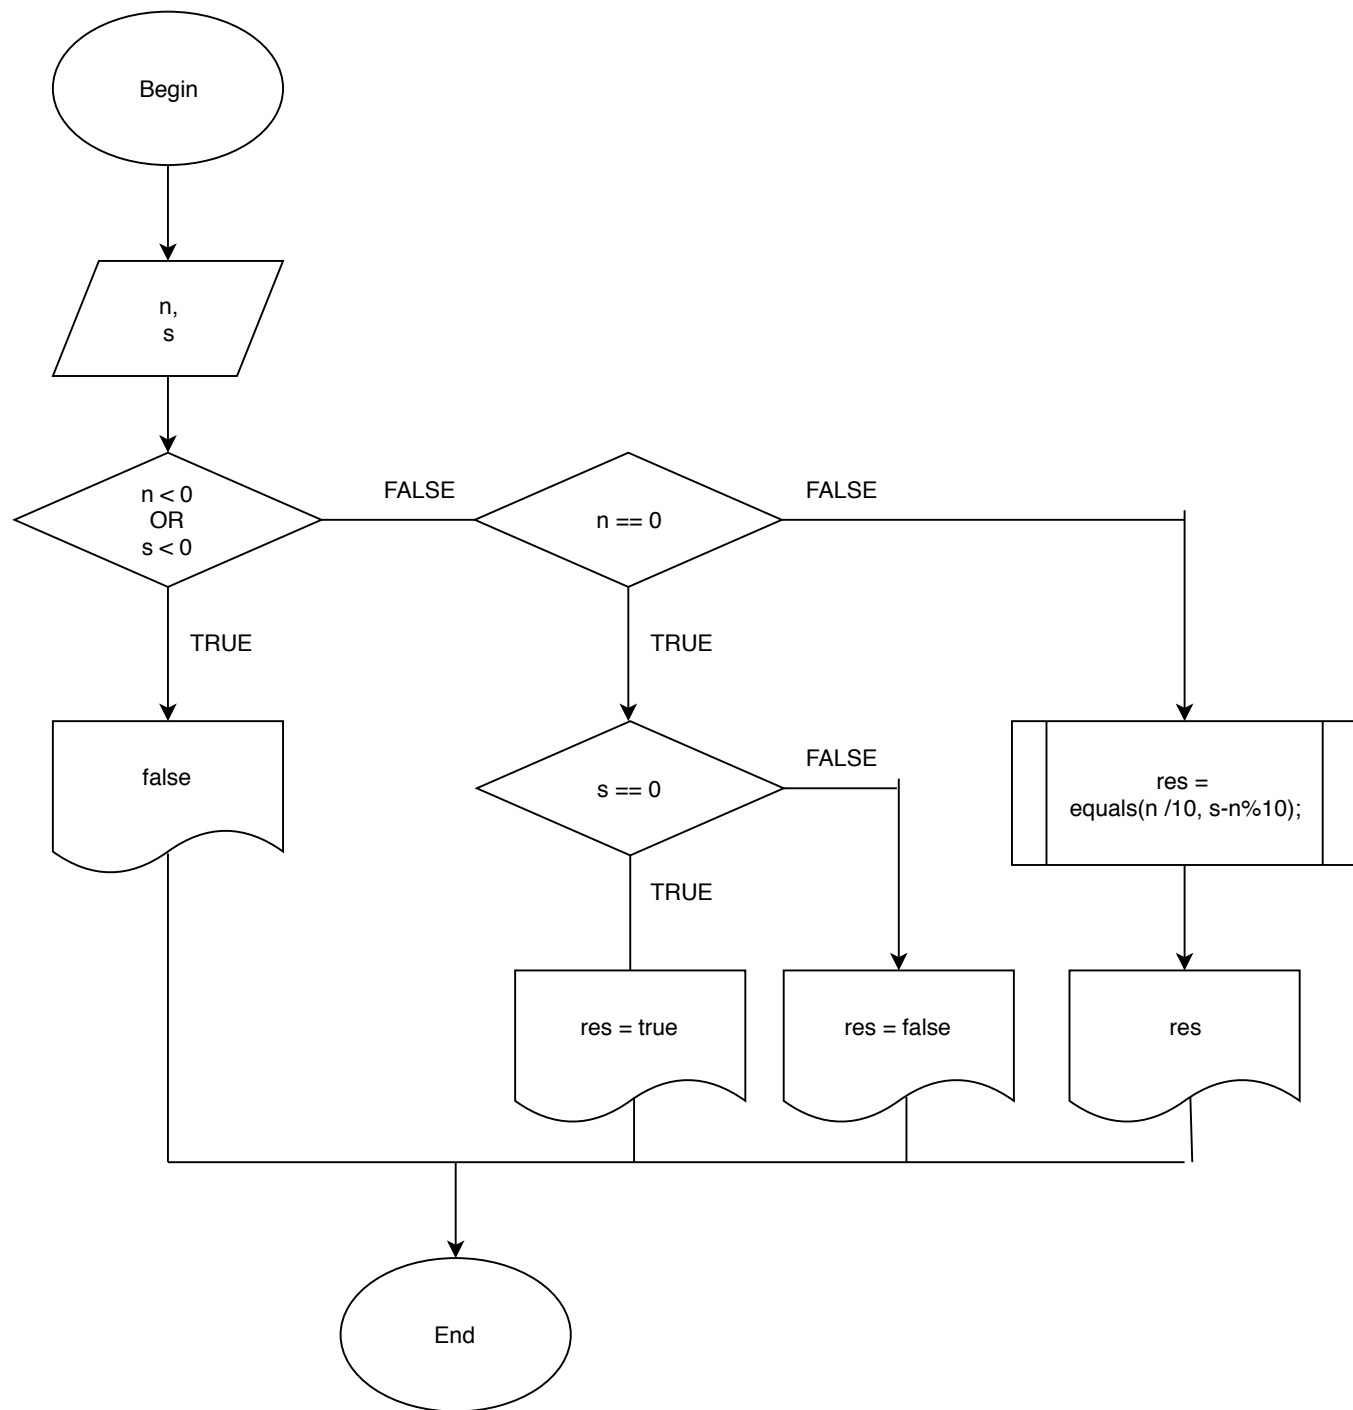 Begin
n,
s
n < 0
OR
s < 0
FALSE
n == 0
FALSE
TRUE
TRUE
false
s == 0
FALSE
res =
equals(n /10, s-n%10);
TRUE
res = true
res = false
res
End